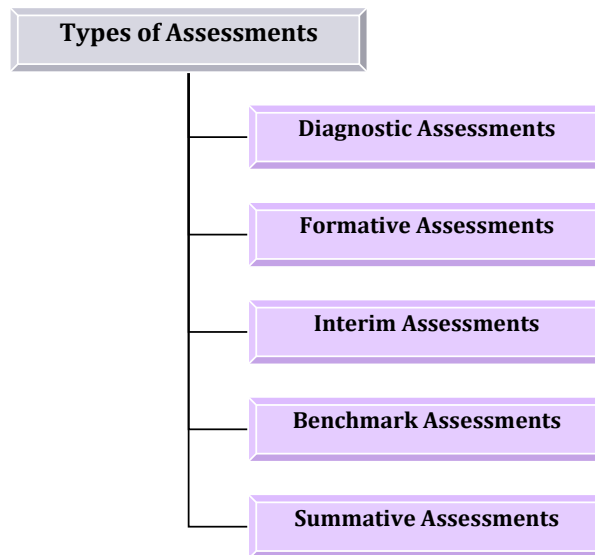 Types of Assessments
Diagnostic Assessments
Formative Assessments
Interim Assessments
Benchmark Assessments
Summative Assessments